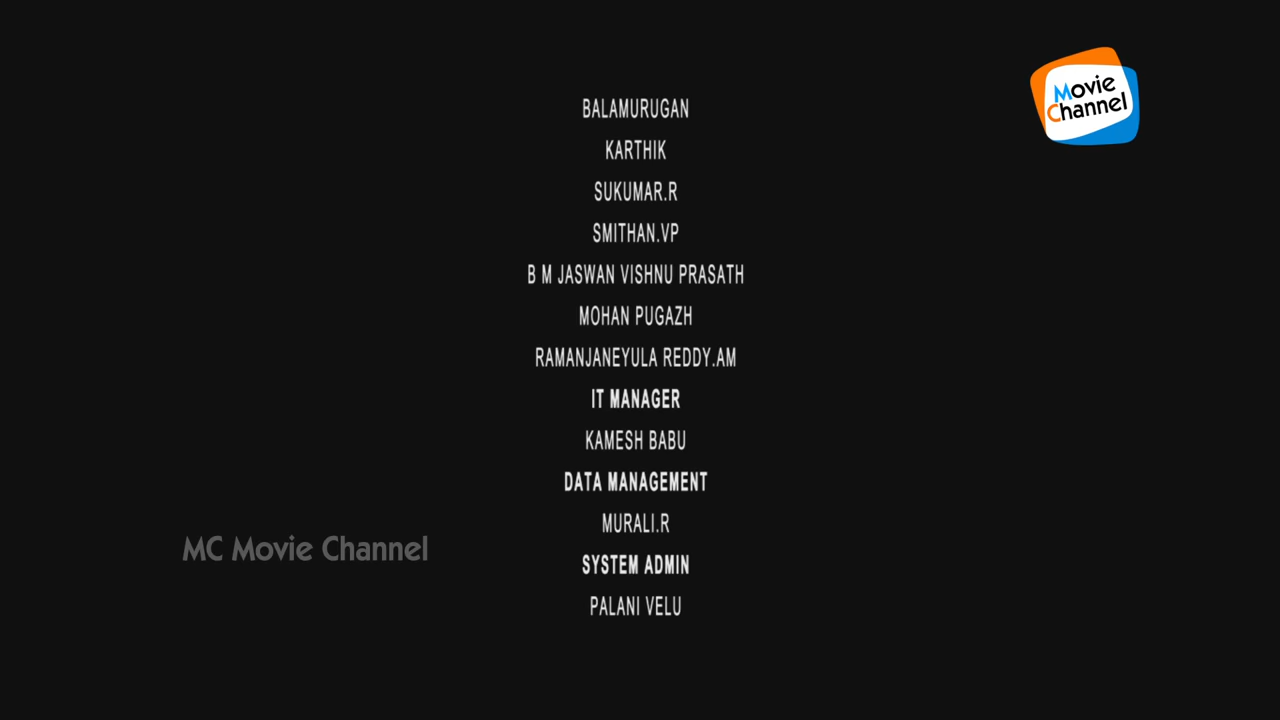 Movie
Channel
BALAMURUGAN
KARTHIK
SUKUMAR.R
SMITHAN.VP
B M JASWAN VISHNU PRASATH
MOHAN PUGAZH
RAMANJANEYULA REDDY.AM
IT MANAGER
KAMESH BABU
DATA MANAGEMENT
MURALI.R
MC Movie Channel
SYSTEM ADMIN
PALANI VELU